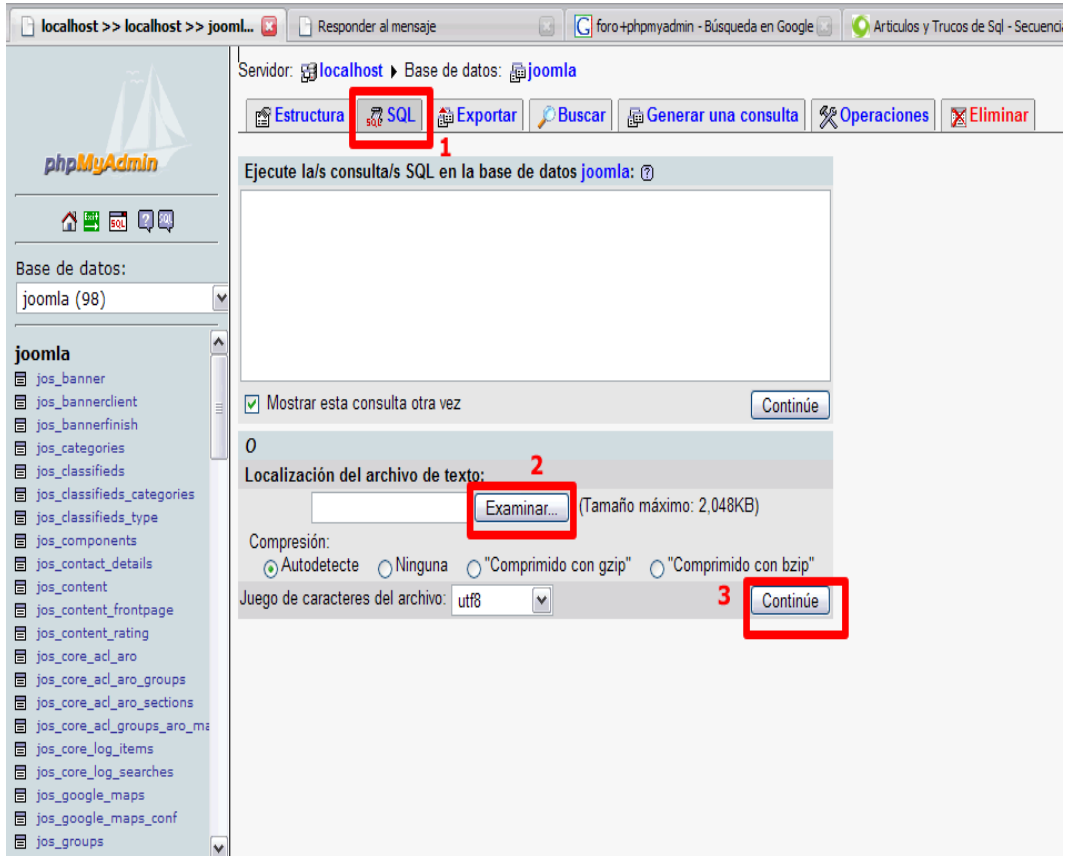 localhost >> localhost >> jooml...
Responder al mensaje
G foro+phpmyadmin - Búsqueda en Google
Articulos y Trucos de Sql - Secuencia
phpMyAdmin
Exit
SQL
?
SQL
Base de datos:
joomla (98)
joomla
jos_banner
jos_bannerclient
jos_bannerfinish
jos_categories
jos_classifieds
jos_classifieds_categories
jos_classifieds_type
jos_components
jos_contact_details
jos_content
jos_content_frontpage
jos_content_rating
jos_core_acl_aro
jos_core_acl_aro_groups
jos_core_acl_aro_sections
jos_core_acl_groups_aro_ma
jos_core_log_items
jos_core_log_searches
jos_google_maps
jos_google_maps_conf
jos_groups
Servidor: localhost Base de datos: joomla
Estructura SQL SQL Exportar Buscar Generar una consulta Operaciones Eliminar
1
Ejecute la/s consulta/s SQL en la base de datos joomla: ?
Mostrar esta consulta otra vez Continúe
O
2
Localización del archivo de texto:
Examinar... (Tamaño máximo: 2,048KB)
Compresión:
Autodetecte Ninguna "Comprimido con gzip" "Comprimido con bzip"
Juego de caracteres del archivo: utf8 3 Continúe